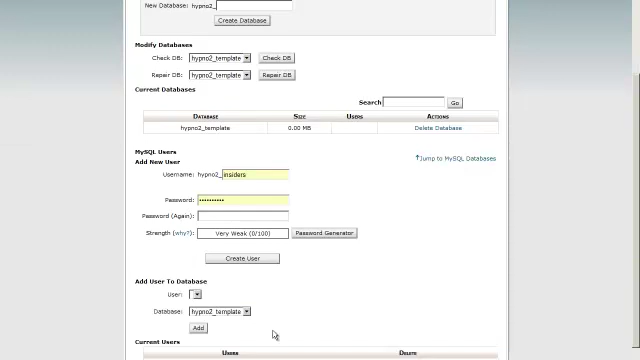 New Database: hypno2_
Create Database
Modify Databases
Check DB: hypno2_template Check DB
Repair DB: hypno2_template Repair DB
Current Databases
Search Go
Database Size Users Actions
hypno2_template 0.00 MB Delete Database
MySQL Users
↑Jump to MySQL Databases
Add New User
Username: hypno2_ insiders
Password: ••••••••••
Password (Again):
Strength (why?): Very Weak (0/100) Password Generator
Create User
Add User To Database
User:
Database: hypno2_template
Add
Current Users
Users Delete